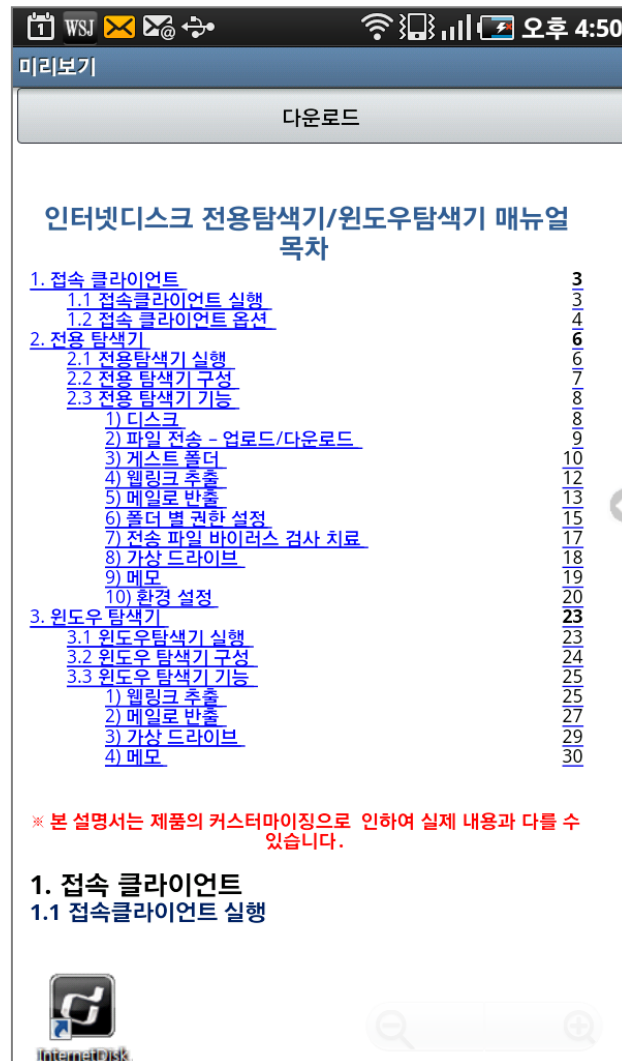 1 WSJ @ 오후 4:50
미리보기
다운로드
인터넷디스크 전용탐색기/윈도우탐색기 매뉴얼
목차
1. 접속 클라이언트 3
1.1 접속클라이언트 실행 3
1.2 접속 클라이언트 옵션 4
2. 전용 탐색기 6
2.1 전용탐색기 실행 6
2.2 전용 탐색기 구성 7
2.3 전용 탐색기 기능 8
1) 디스크 8
2) 파일 전송 – 업로드/다운로드 9
3) 게스트 폴더 10
4) 웹링크 추출 12
5) 메일로 반출 13
6) 폴더 별 권한 설정 15
7) 전송 파일 바이러스 검사 치료 17
8) 가상 드라이브 18
9) 메모 19
10) 환경 설정 20
3. 윈도우 탐색기 23
3.1 윈도우탐색기 실행 23
3.2 윈도우 탐색기 구성 24
3.3 윈도우 탐색기 기능 25
1) 웹링크 추출 25
2) 메일로 반출 27
3) 가상 드라이브 29
4) 메모 30
※ 본 설명서는 제품의 커스터마이징으로 인하여 실제 내용과 다를 수
있습니다.
1. 접속 클라이언트
1.1 접속클라이언트 실행
InternetDisk